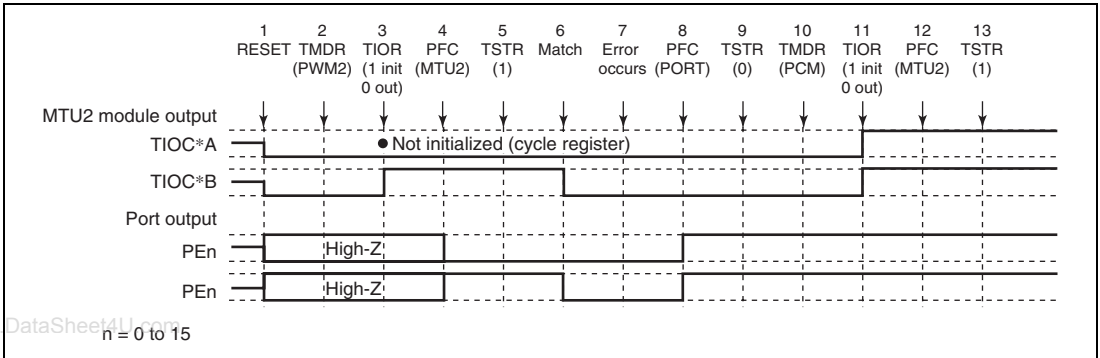 1 2 3 4 5 6 7 8 9 10 11 12 13
RESET TMDR TIOR PFC TSTR Match Error PFC TSTR TMDR TIOR PFC TSTR
(PWM2) (1 init (MTU2) (1) occurs (PORT) (0) (PCM) (1 init (MTU2) (1)
0 out) 0 out)
MTU2 module output
TIOC*A
● Not initialized (cycle register)
TIOC*B
Port output
PEn
High-Z
PEn
High-Z
DataSheet4U.com
n = 0 to 15